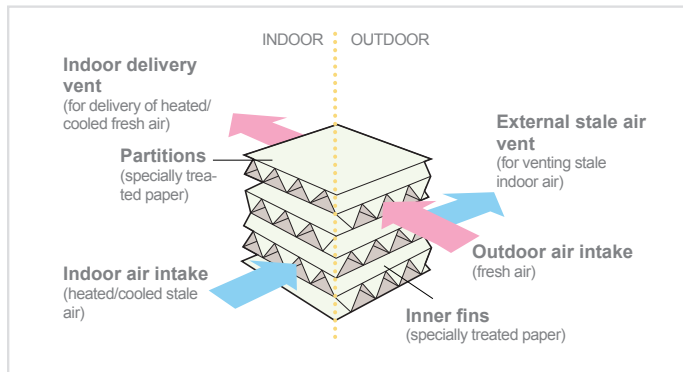 INDOOR
OUTDOOR
Indoor delivery
vent
(for delivery of heated/
cooled fresh air)
Partitions
(specially trea-
ted paper)
Indoor air intake
(heated/cooled stale
air)
External stale air
vent
(for venting stale
indoor air)
Outdoor air intake
(fresh air)
Inner fins
(specially treated paper)